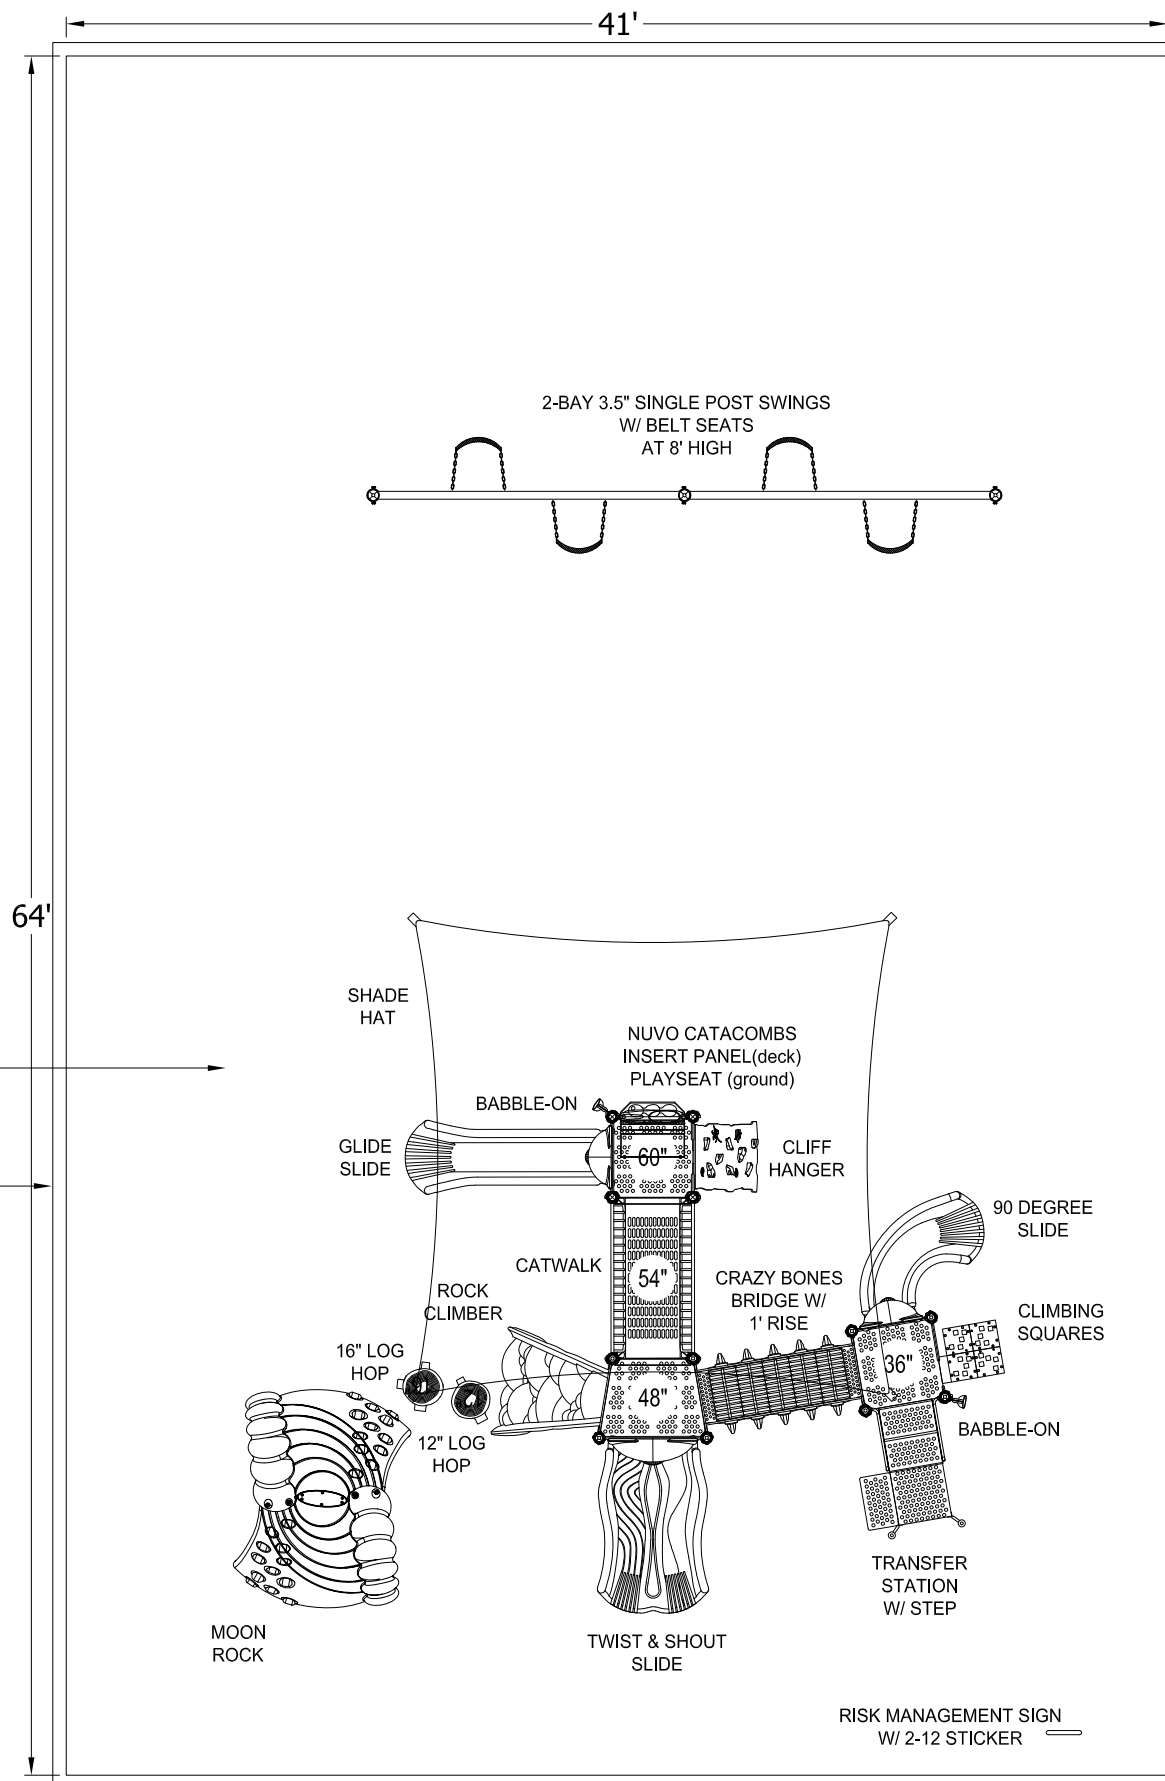 41'
2-BAY 3.5" SINGLE POST SWINGS
W/ BELT SEATS
AT 8' HIGH
64'
SHADE
HAT
NUVO CATACOMBS
INSERT PANEL(deck)
PLAYSEAT (ground)
BABBLE-ON
GLIDE
SLIDE
60"
CLIFF
HANGER
90 DEGREE
SLIDE
CATWALK
54"
CRAZY BONES
BRIDGE W/
1' RISE
ROCK
CLIMBER
CLIMBING
SQUARES
16" LOG
HOP
36"
48"
12" LOG
HOP
BABBLE-ON
TRANSFER
STATION
W/ STEP
MOON
ROCK
TWIST & SHOUT
SLIDE
RISK MANAGEMENT SIGN
W/ 2-12 STICKER